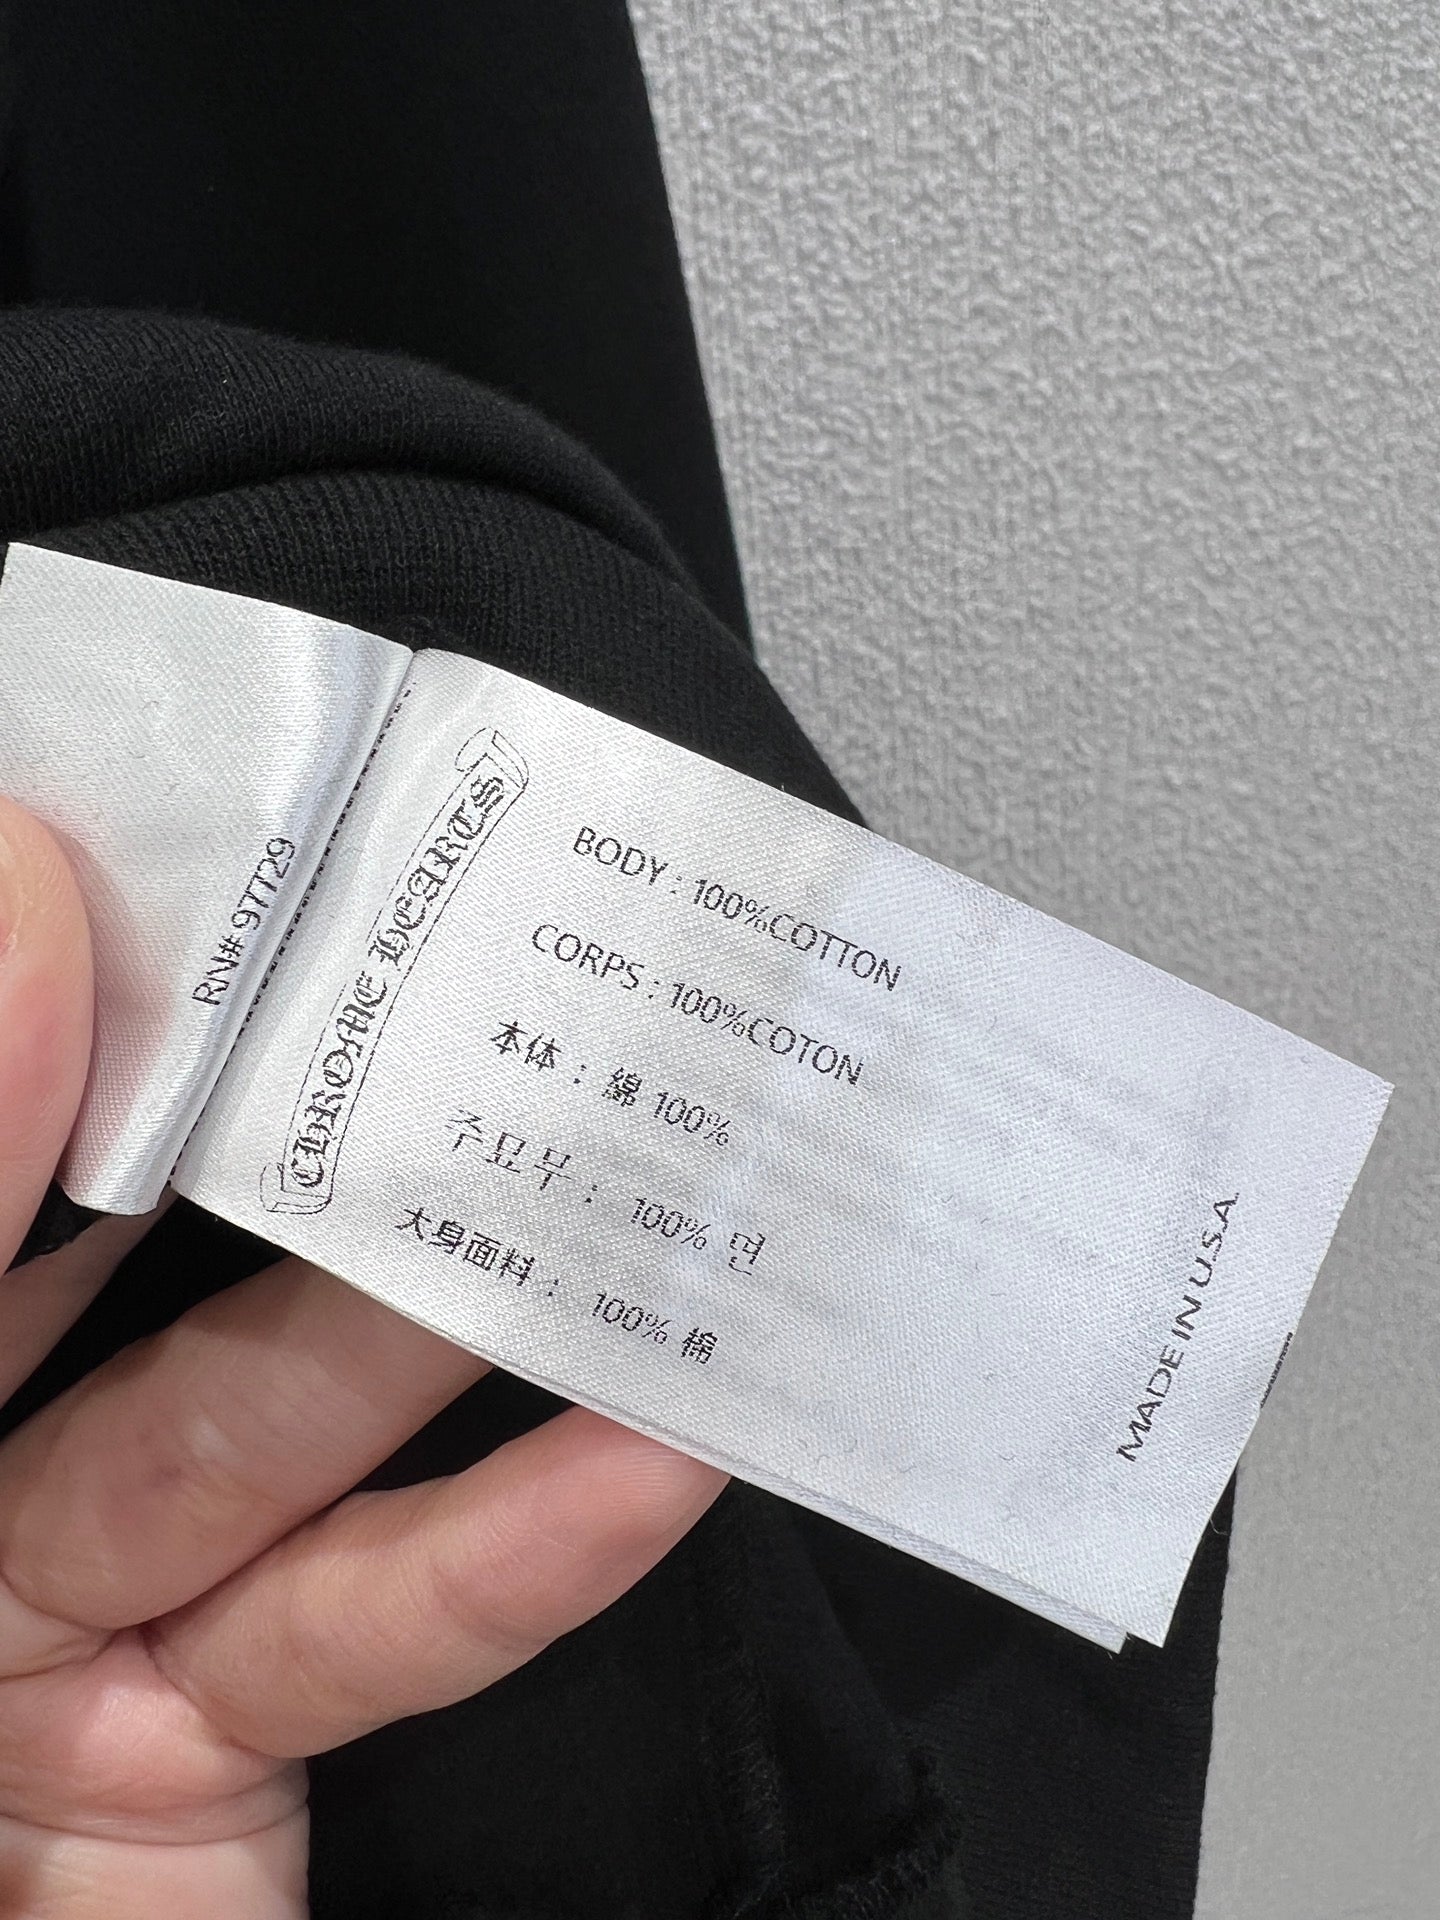 RN# 97729
CHROME HEARTS
BODY : 100%COTTON
CORPS : 100%COTON
本体 : 綿 100%
주요무 : 100% 면
大身面料 : 100% 棉
MADE IN U.S.A.